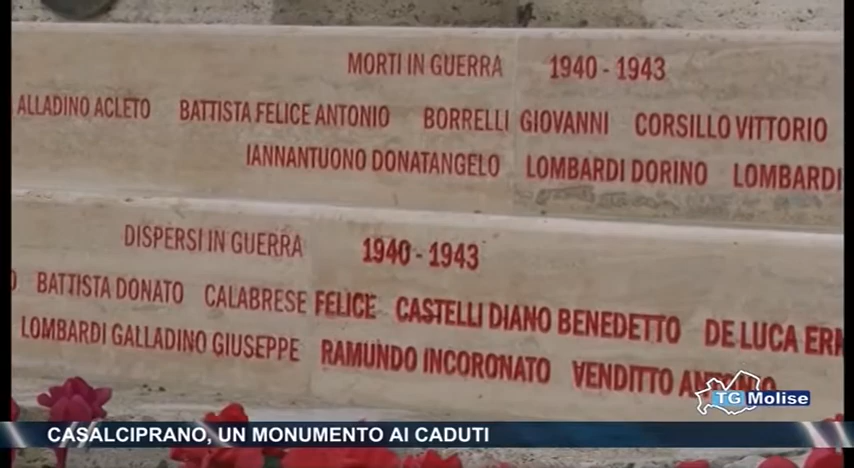 MORTI IN GUERRA 1940 - 1943
ALLADINO ACLETO BATTISTA FELICE ANTONIO BORRELLI GIOVANNI CORSILLO VITTORIO
IANNANTUONO DONATANGELO LOMBARDI DORINO LOMBARDI
DISPERSI IN GUERRA 1940 - 1943
BATTISTA DONATO CALABRESE FELICE CASTELLI DIANO BENEDETTO DE LUCA
LOMBARDI GALLADINO GIUSEPPE RAMUNDO INCORONATO VENDITTO ANTONIO
TG Molise
CASALCIPRANO, UN MONUMENTO AI CADUTI